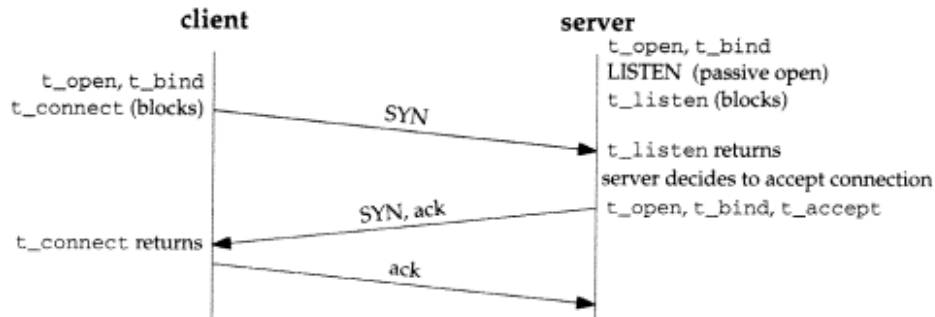 client
server
t_open, t_bind
LISTEN (passive open)
t_open, t_bind
t_connect (blocks)
t_listen (blocks)
SYN
t_listen returns
server decides to accept connection
SYN, ack
t_open, t_bind, t_accept
t_connect returns
ack